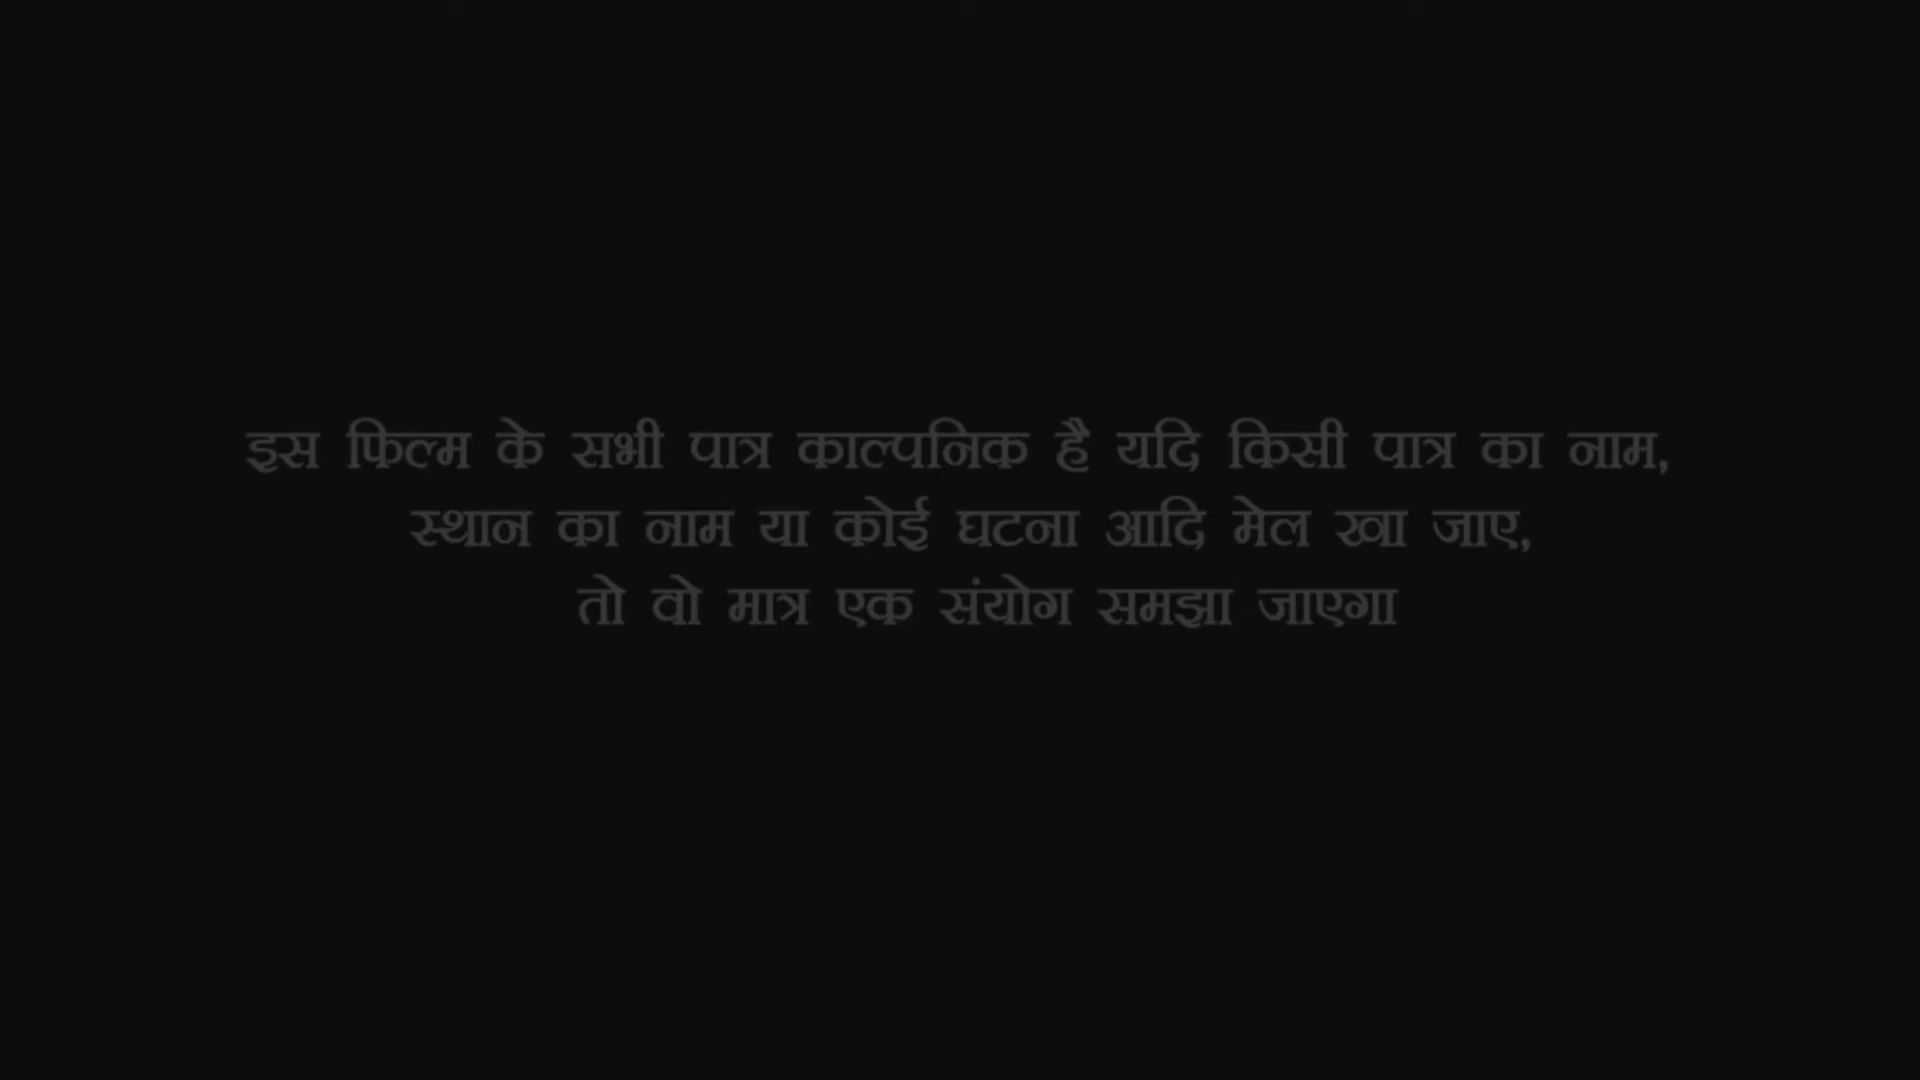 इस फिल्म के सभी पात्र काल्पनिक है यदि किसी पात्र का नाम,
स्थान का नाम या कोई घटना आदि मेल खा जाए,
तो वो मात्र एक संयोग समझा जाएगा